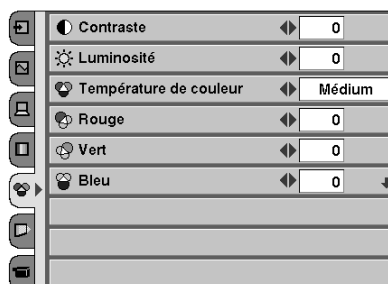 Contraste 0
Luminosité 0
Température de couleur Médium
Rouge 0
Vert 0
Bleu 0